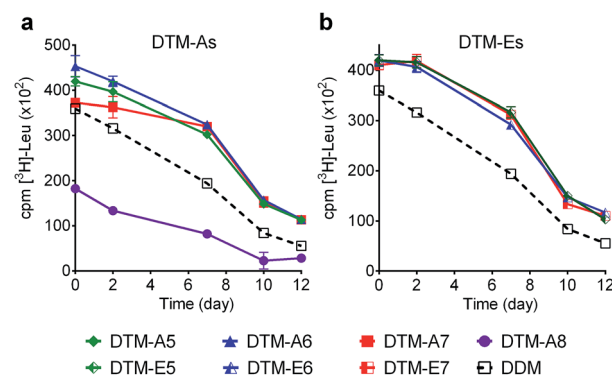 a DTM-As
b DTM-Es
cpm [³H]-Leu (x10²)
500
400
300
200
100
0
0 2 4 6 8 10 12
Time (day)
cpm [³H]-Leu (x10²)
400
300
200
100
0
0 2 4 6 8 10 12
Time (day)
DTM-A5 DTM-A6 DTM-A7 DTM-A8
DTM-E5 DTM-E6 DTM-E7 DDM